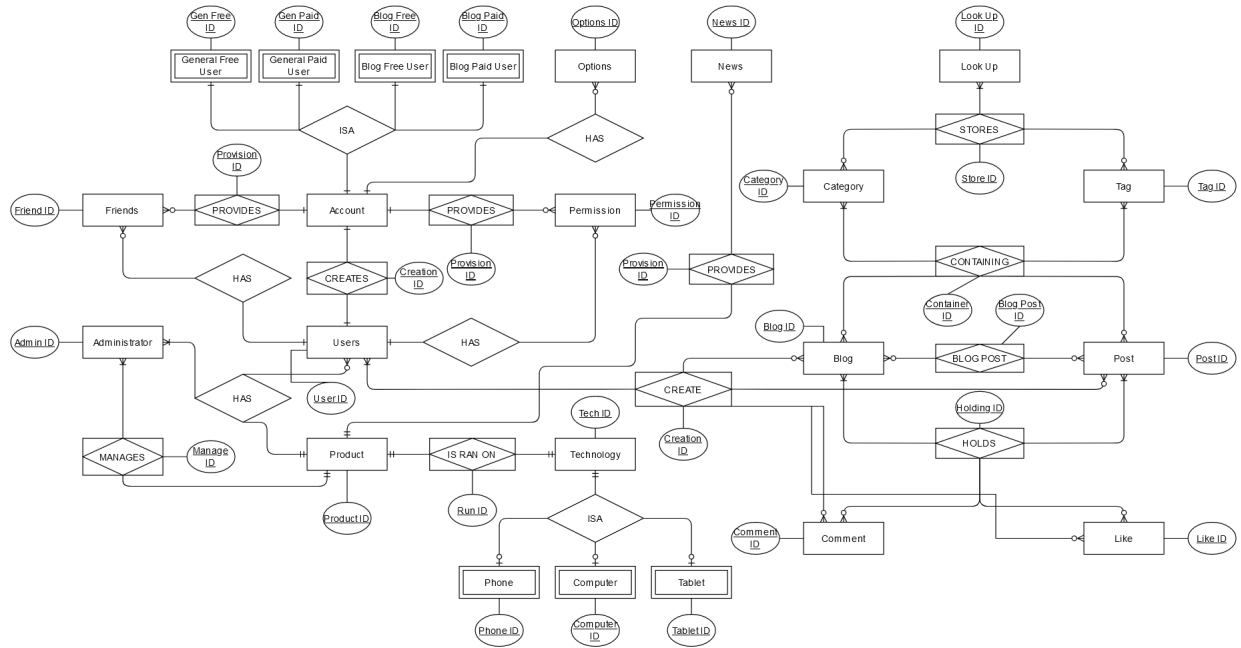 Gen Free
ID
Gen Paid
ID
Blog Free
ID
Blog Paid
ID
Options ID
News ID
Look Up
ID
General Free
User
General Paid
User
Blog Free User
Blog Paid User
Options
News
Look Up
ISA
HAS
STORES
Provision
ID
Category
ID
Category
Store ID
Tag
Tag ID
Friend ID
Friends
PROVIDES
Account
PROVIDES
Permission
Permission
ID
HAS
CREATES
Creation
ID
Provision
ID
Provision
ID
PROVIDES
CONTAINING
Container
ID
Blog Post
ID
Admin ID
Administrator
Users
HAS
Blog ID
Blog
BLOG POST
Post
Post ID
HAS
User ID
CREATE
Tech ID
Holding ID
Creation
ID
HOLDS
MANAGES
Manage
ID
Product
IS RAN ON
Technology
Product ID
Run ID
ISA
Comment
ID
Comment
Like
Like ID
Phone
Computer
Tablet
Phone ID
Computer
ID
Tablet ID